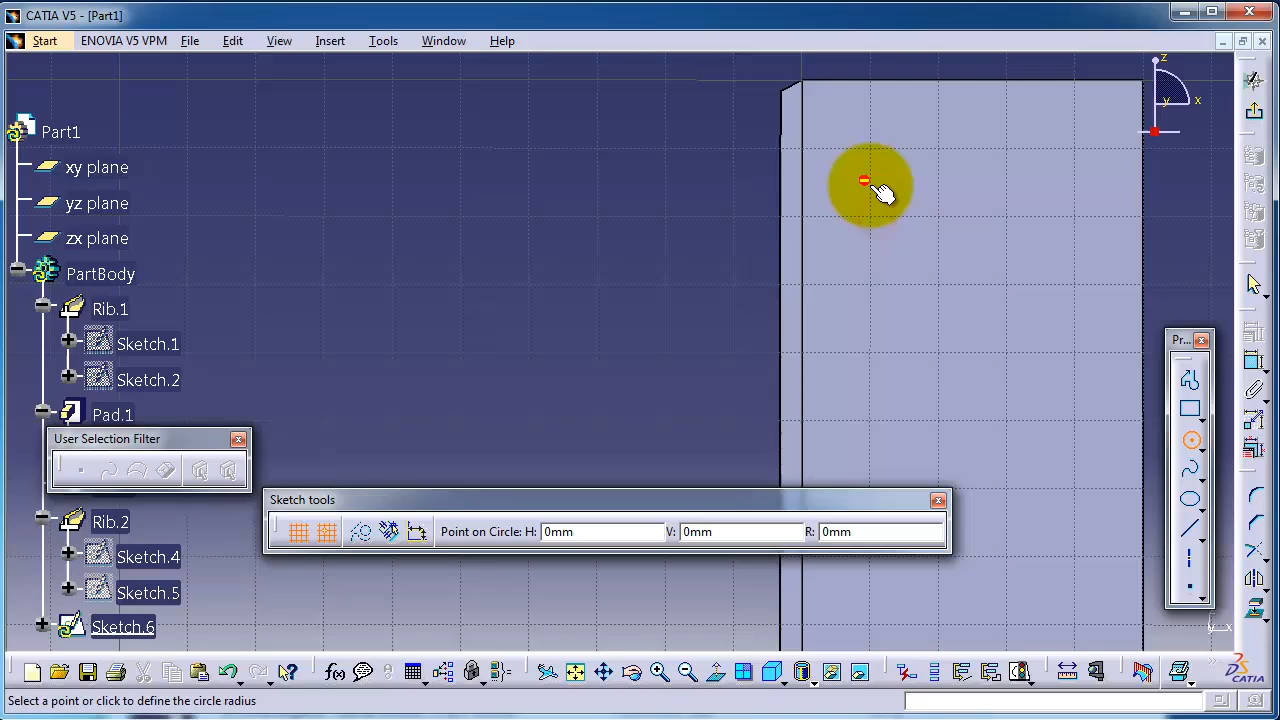 CATIA V5 - [Part1]
Start ENOVIA V5 VPM File Edit View Insert Tools Window Help
z
y
x
Part1
xy plane
yz plane
zx plane
PartBody
Rib.1
Sketch.1
Sketch.2
Pad.1
Pr...
User Selection Filter
Sketch tools
Point on Circle: H: 0mm V: 0mm R: 0mm
Rib.2
Sketch.4
Sketch.5
Sketch.6
y x
f(x)
CATIA
Select a point or click to define the circle radius